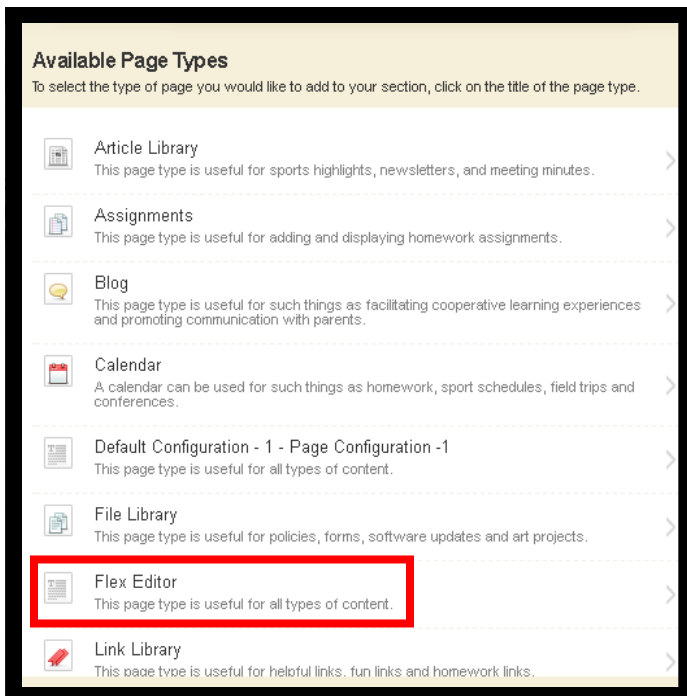 Available Page Types
To select the type of page you would like to add to your section, click on the title of the page type.
Article Library
This page type is useful for sports highlights, newsletters, and meeting minutes.
Assignments
This page type is useful for adding and displaying homework assignments.
Blog
This page type is useful for such things as facilitating cooperative learning experiences
and promoting communication with parents.
Calendar
A calendar can be used for such things as homework, sport schedules, field trips and
conferences.
Default Configuration - 1 - Page Configuration -1
This page type is useful for all types of content.
File Library
This page type is useful for policies, forms, software updates and art projects.
Flex Editor
This page type is useful for all types of content.
Link Library
This page type is useful for helpful links, fun links and homework links.